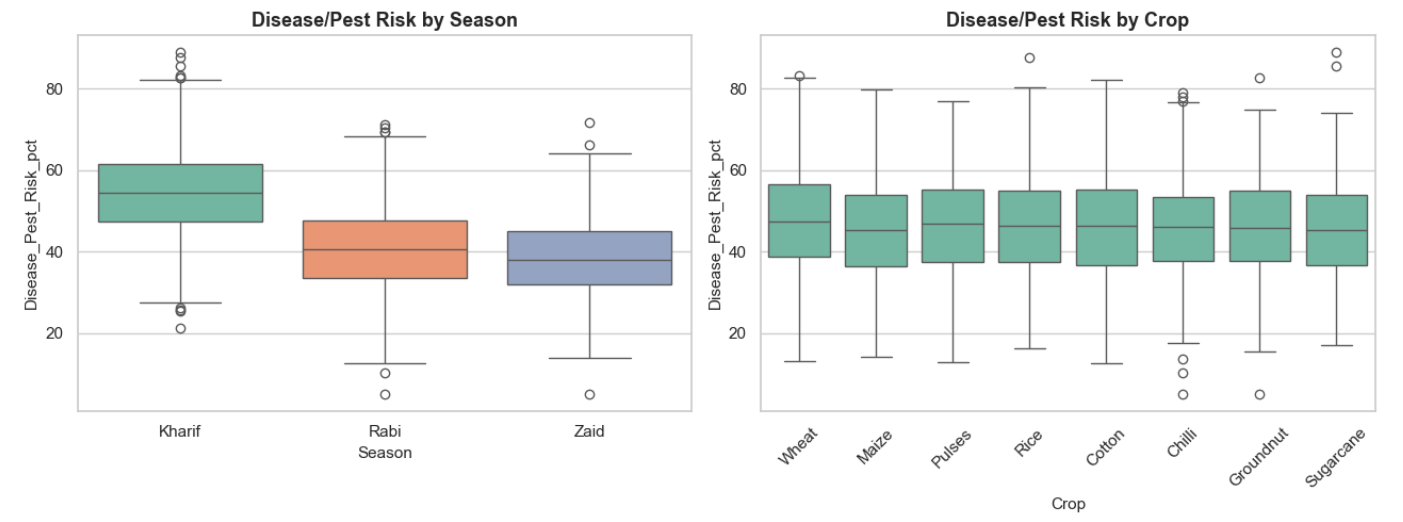 Disease/Pest Risk by Season
Disease_Pest_Risk_pct
80
60
40
20
Kharif Rabi Zaid
Season
Disease/Pest Risk by Crop
Disease_Pest_Risk_pct
80
60
40
20
Wheat Maize Pulses Rice Cotton Chilli Groundnut Sugarcane
Crop